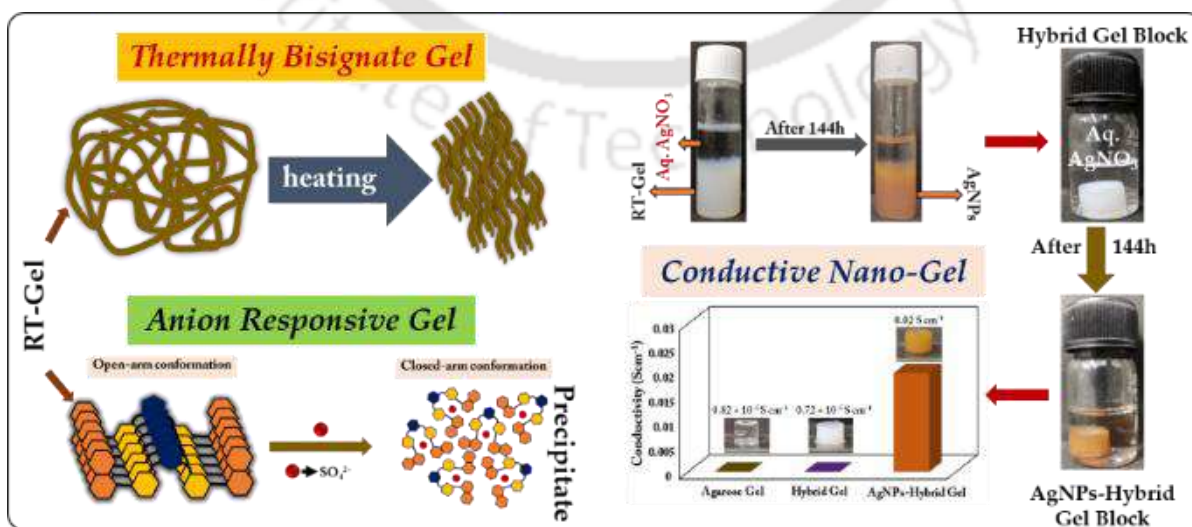 Thermally Bisignate Gel
heating
RT-Gel
Anion Responsive Gel
Open-arm conformation
Closed-arm conformation
SO₄²⁻
Precipitate
ite of Technology
Aq. AgNO₃
RT-Gel
After 144h
AgNPs
Hybrid Gel Block
Aq.
AgNO₃
After 144h
AgNPs-Hybrid
Gel Block
Conductive Nano-Gel
Conductivity (Scm⁻¹)
0.03
0.025
0.02
0.015
0.01
0.005
0
0.02 S cm⁻¹
Agarose Gel
Hybrid Gel
AgNPs-Hybrid Gel